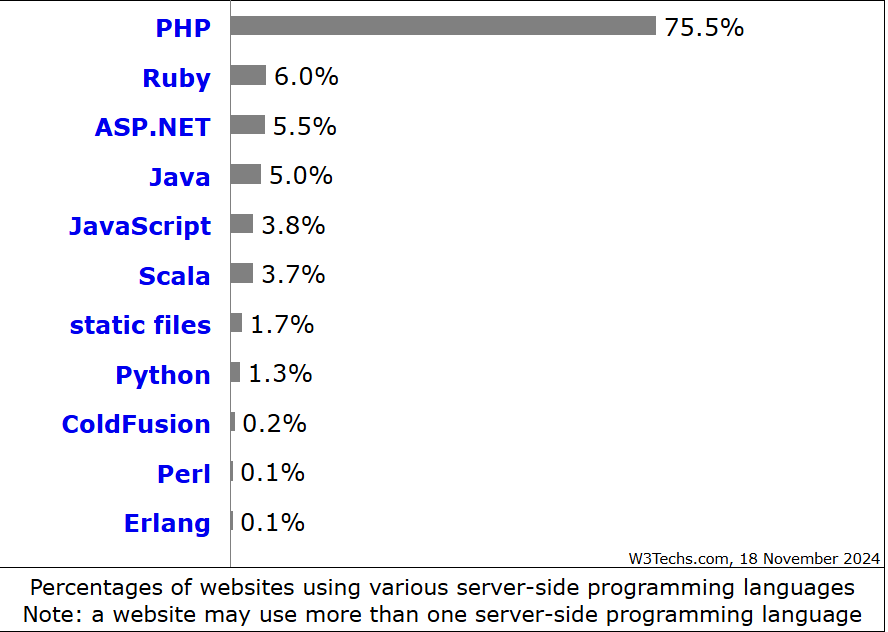 PHP 75.5%
Ruby 6.0%
ASP.NET 5.5%
Java 5.0%
JavaScript 3.8%
Scala 3.7%
static files 1.7%
Python 1.3%
ColdFusion 0.2%
Perl 0.1%
Erlang 0.1%
W3Techs.com, 18 November 2024
Percentages of websites using various server-side programming languages
Note: a website may use more than one server-side programming language